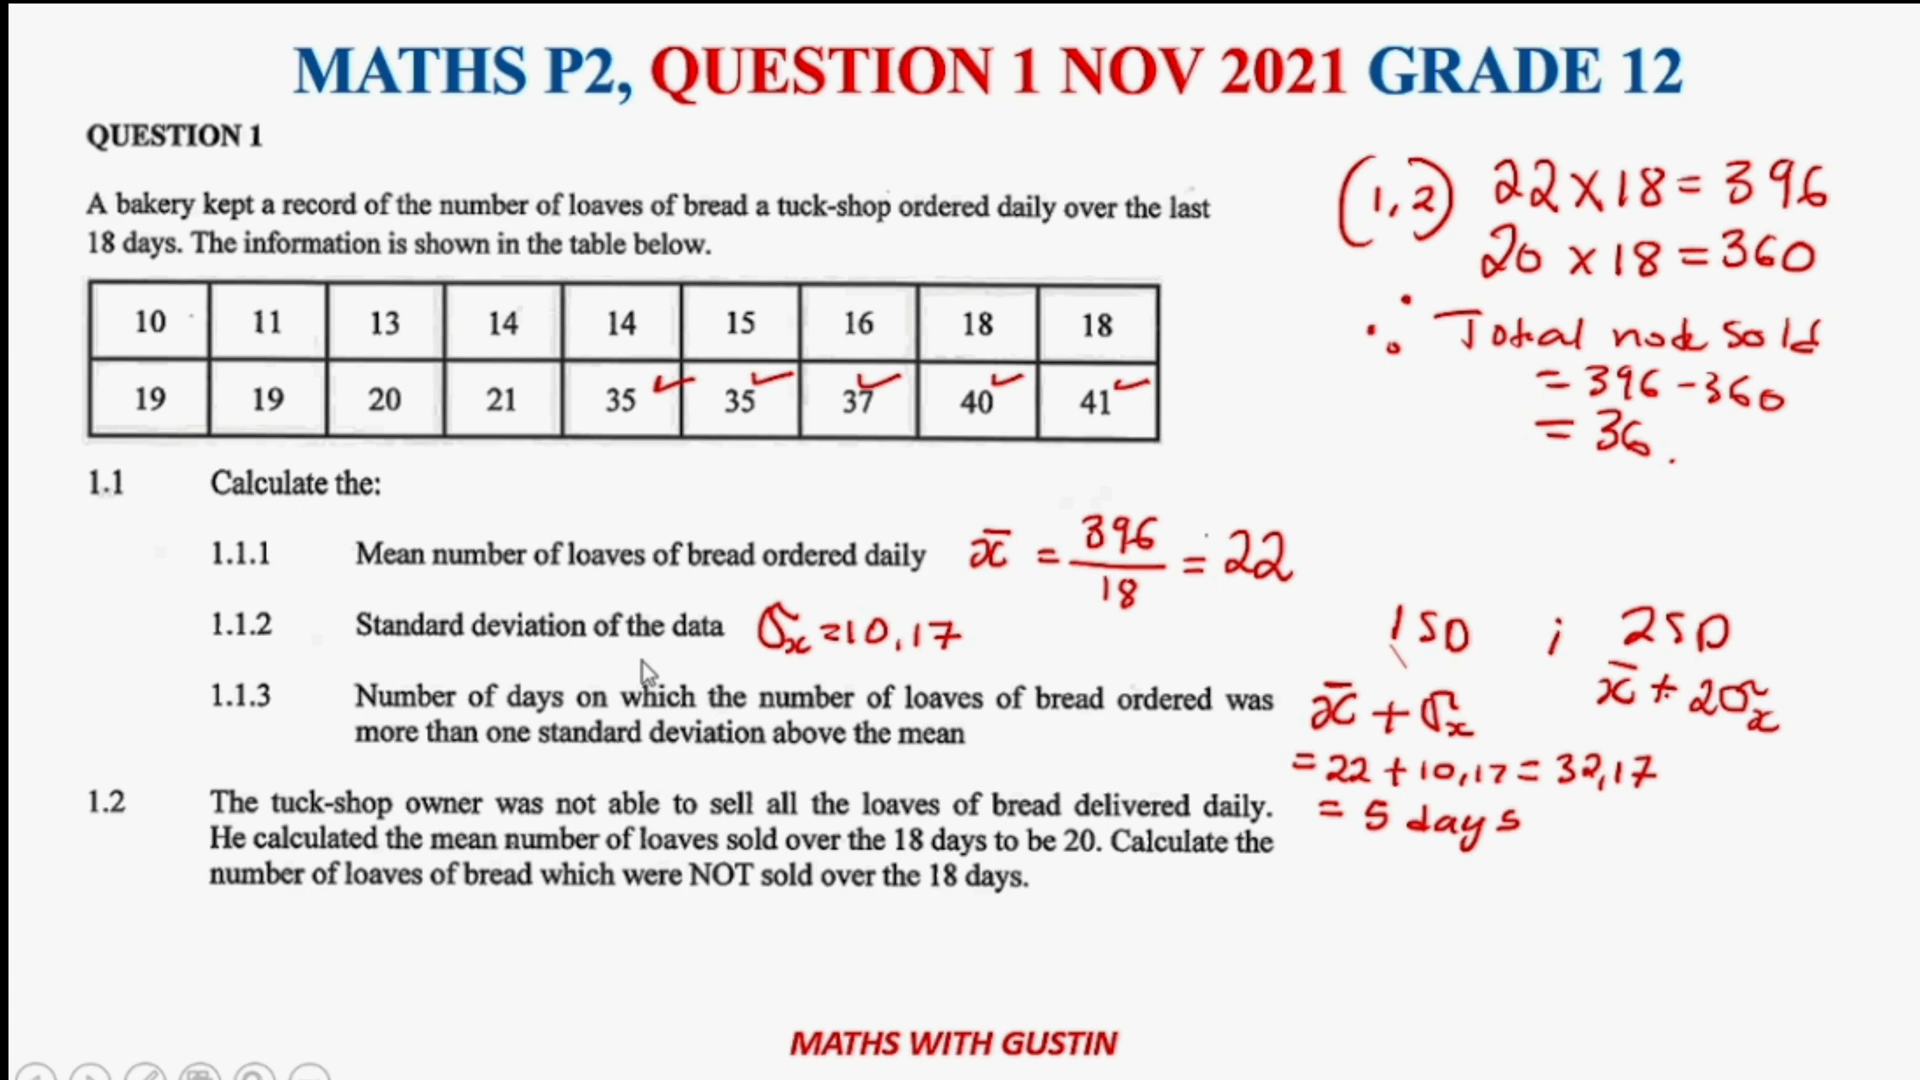 MATHS P2, QUESTION 1 NOV 2021 GRADE 12
QUESTION 1
A bakery kept a record of the number of loaves of bread a tuck-shop ordered daily over the last
18 days. The information is shown in the table below.
10 11 13 14 14 15 16 18 18
19 19 20 21 35 ✓ 35 ✓ 37 ✓ 40 ✓ 41 ✓
(1,2) 22 × 18 = 396
20 × 18 = 360
∴ Total not sold
= 396 - 360
= 36.
1.1 Calculate the:
1.1.1 Mean number of loaves of bread ordered daily x̄ = 396/18 = 22
1.1.2 Standard deviation of the data σx = 10,17
1.1.3 Number of days on which the number of loaves of bread ordered was
more than one standard deviation above the mean
1SD ; 2SD
x̄ + σx x̄ + 2σx
= 22 + 10,17 = 32,17
= 5 days
1.2 The tuck-shop owner was not able to sell all the loaves of bread delivered daily.
He calculated the mean number of loaves sold over the 18 days to be 20. Calculate the
number of loaves of bread which were NOT sold over the 18 days.
MATHS WITH GUSTIN